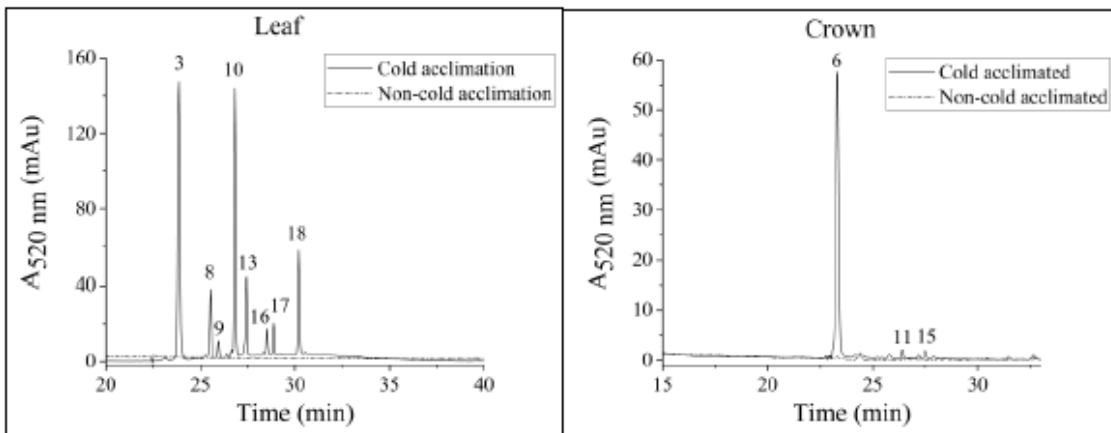 Leaf
160
120
80
40
0
A520 nm (mAu)
3
8
9
10
13
16
17
18
Cold acclimation
Non-cold acclimation
20 25 30 35 40
Time (min)
Crown
60
50
40
30
20
10
0
A520 nm (mAu)
6
11
15
Cold acclimated
Non-cold acclimated
15 20 25 30
Time (min)